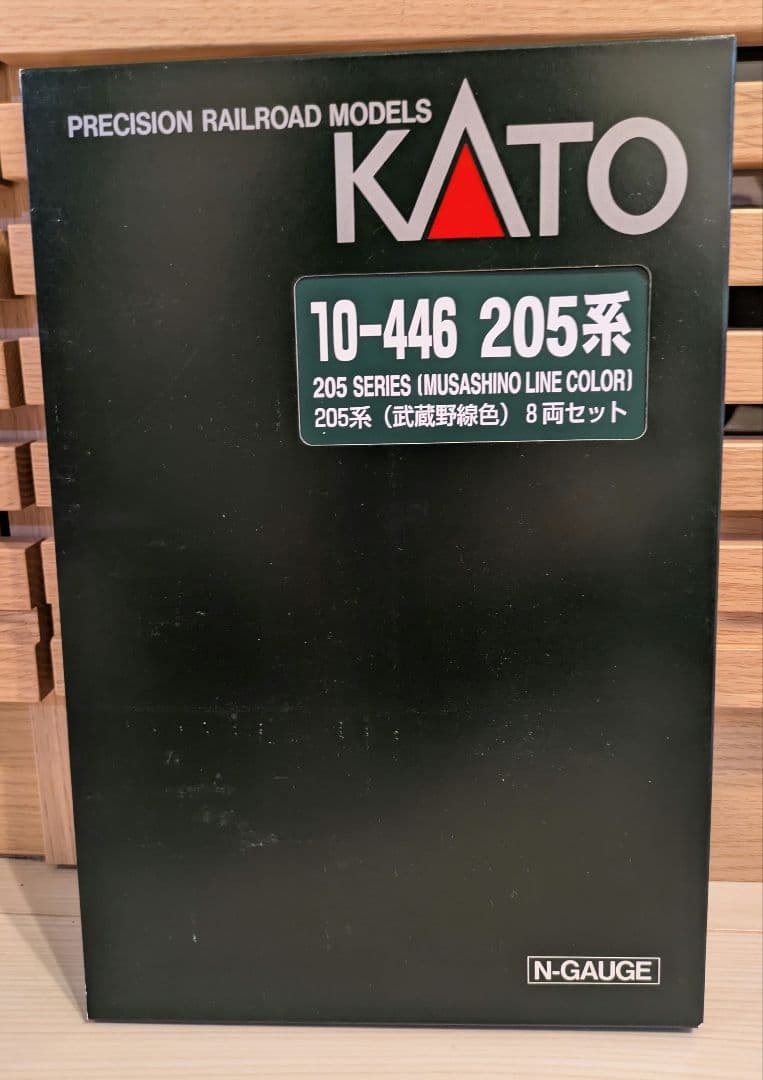 PRECISION RAILROAD MODELS
KATO
10-446 205系
205 SERIES (MUSASHINO LINE COLOR)
205系（武蔵野線色）8両セット
N-GAUGE